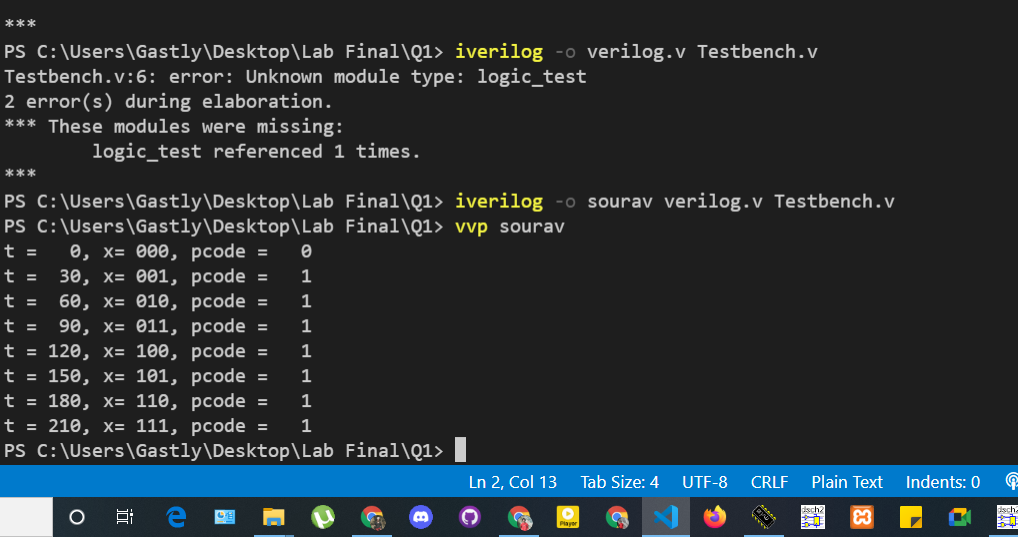 ***
PS C:\Users\Gastly\Desktop\Lab Final\Q1> iverilog -o verilog.v Testbench.v
Testbench.v:6: error: Unknown module type: logic_test
2 error(s) during elaboration.
*** These modules were missing:
        logic_test referenced 1 times.
***
PS C:\Users\Gastly\Desktop\Lab Final\Q1> iverilog -o sourav verilog.v Testbench.v
PS C:\Users\Gastly\Desktop\Lab Final\Q1> vvp sourav
t =   0, x= 000, pcode =   0
t =  30, x= 001, pcode =   1
t =  60, x= 010, pcode =   1
t =  90, x= 011, pcode =   1
t = 120, x= 100, pcode =   1
t = 150, x= 101, pcode =   1
t = 180, x= 110, pcode =   1
t = 210, x= 111, pcode =   1
PS C:\Users\Gastly\Desktop\Lab Final\Q1>
Ln 2, Col 13 Tab Size: 4 UTF-8 CRLF Plain Text Indents: 0
Player dsch2 dsch2